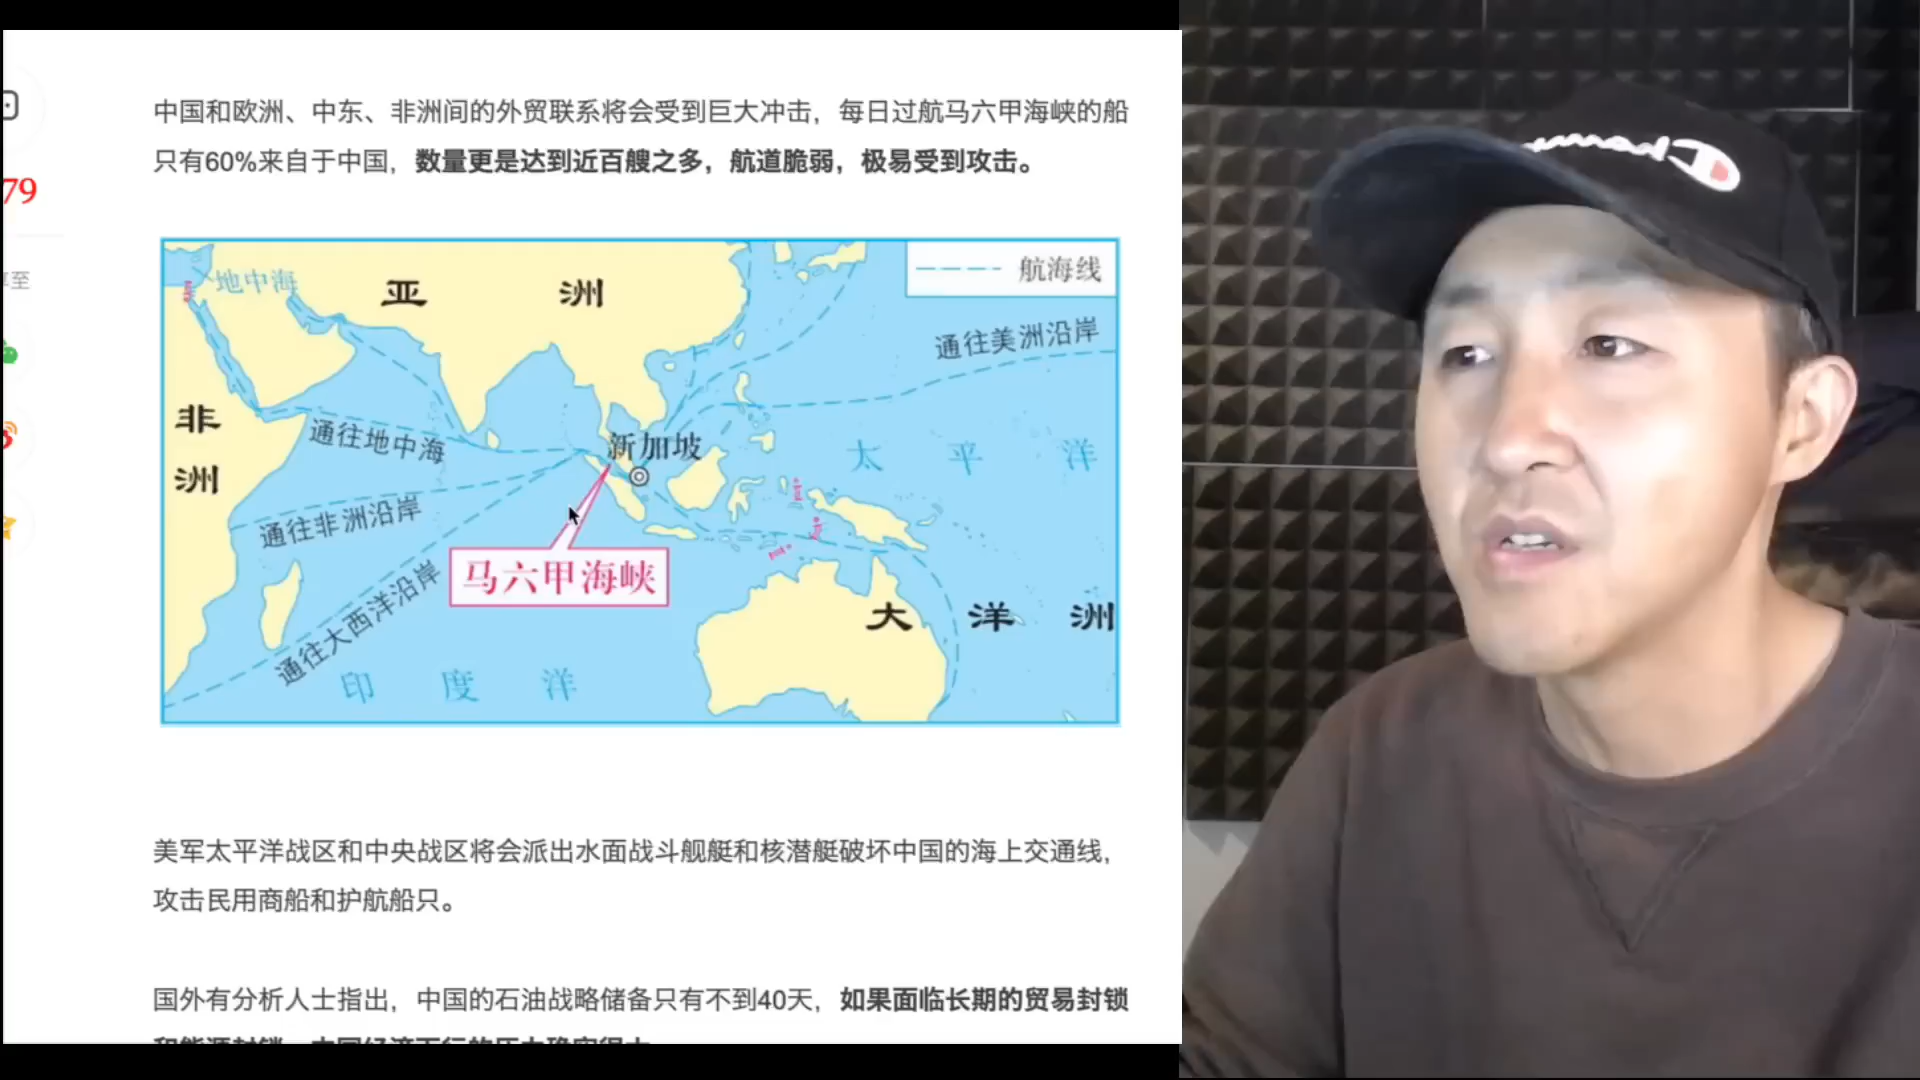 中国和欧洲、中东、非洲间的外贸联系将会受到巨大冲击，每日过航马六甲海峡的船
只有60%来自于中国，数量更是达到近百艘之多，航道脆弱，极易受到攻击。
79
享至
地中海
亚 洲
航海线
通往美洲沿岸
非
洲
通往地中海
新加坡
太 平 洋
通往非洲沿岸
马六甲海峡
通往大西洋沿岸
大 洋 洲
印 度 洋
美军太平洋战区和中央战区将会派出水面战斗舰艇和核潜艇破坏中国的海上交通线，
攻击民用商船和护航船只。
国外有分析人士指出，中国的石油战略储备只有不到40天，如果面临长期的贸易封锁
Champion